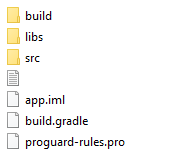 build
libs
src
app.iml
build.gradle
proguard-rules.pro